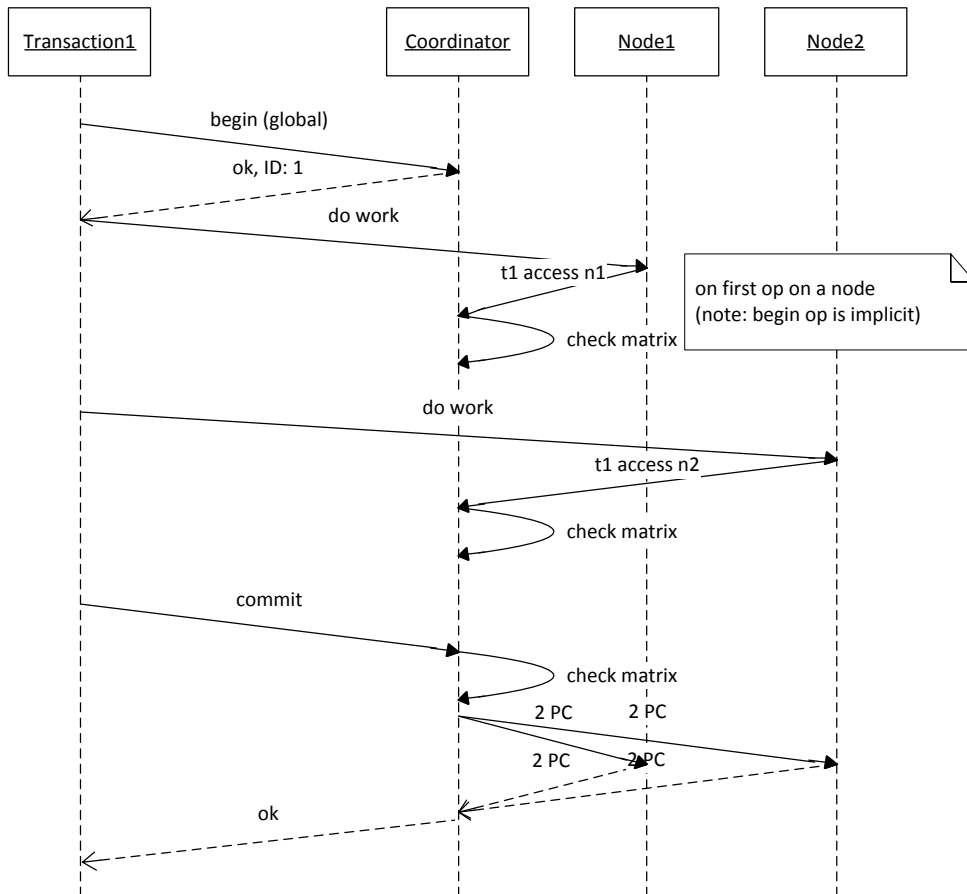 Transaction1
Coordinator
Node1
Node2
begin (global)
ok, ID: 1
do work
t1 access n1
on first op on a node
(note: begin op is implicit)
check matrix
do work
t1 access n2
check matrix
commit
check matrix
2 PC
2 PC
2 PC
2 PC
ok